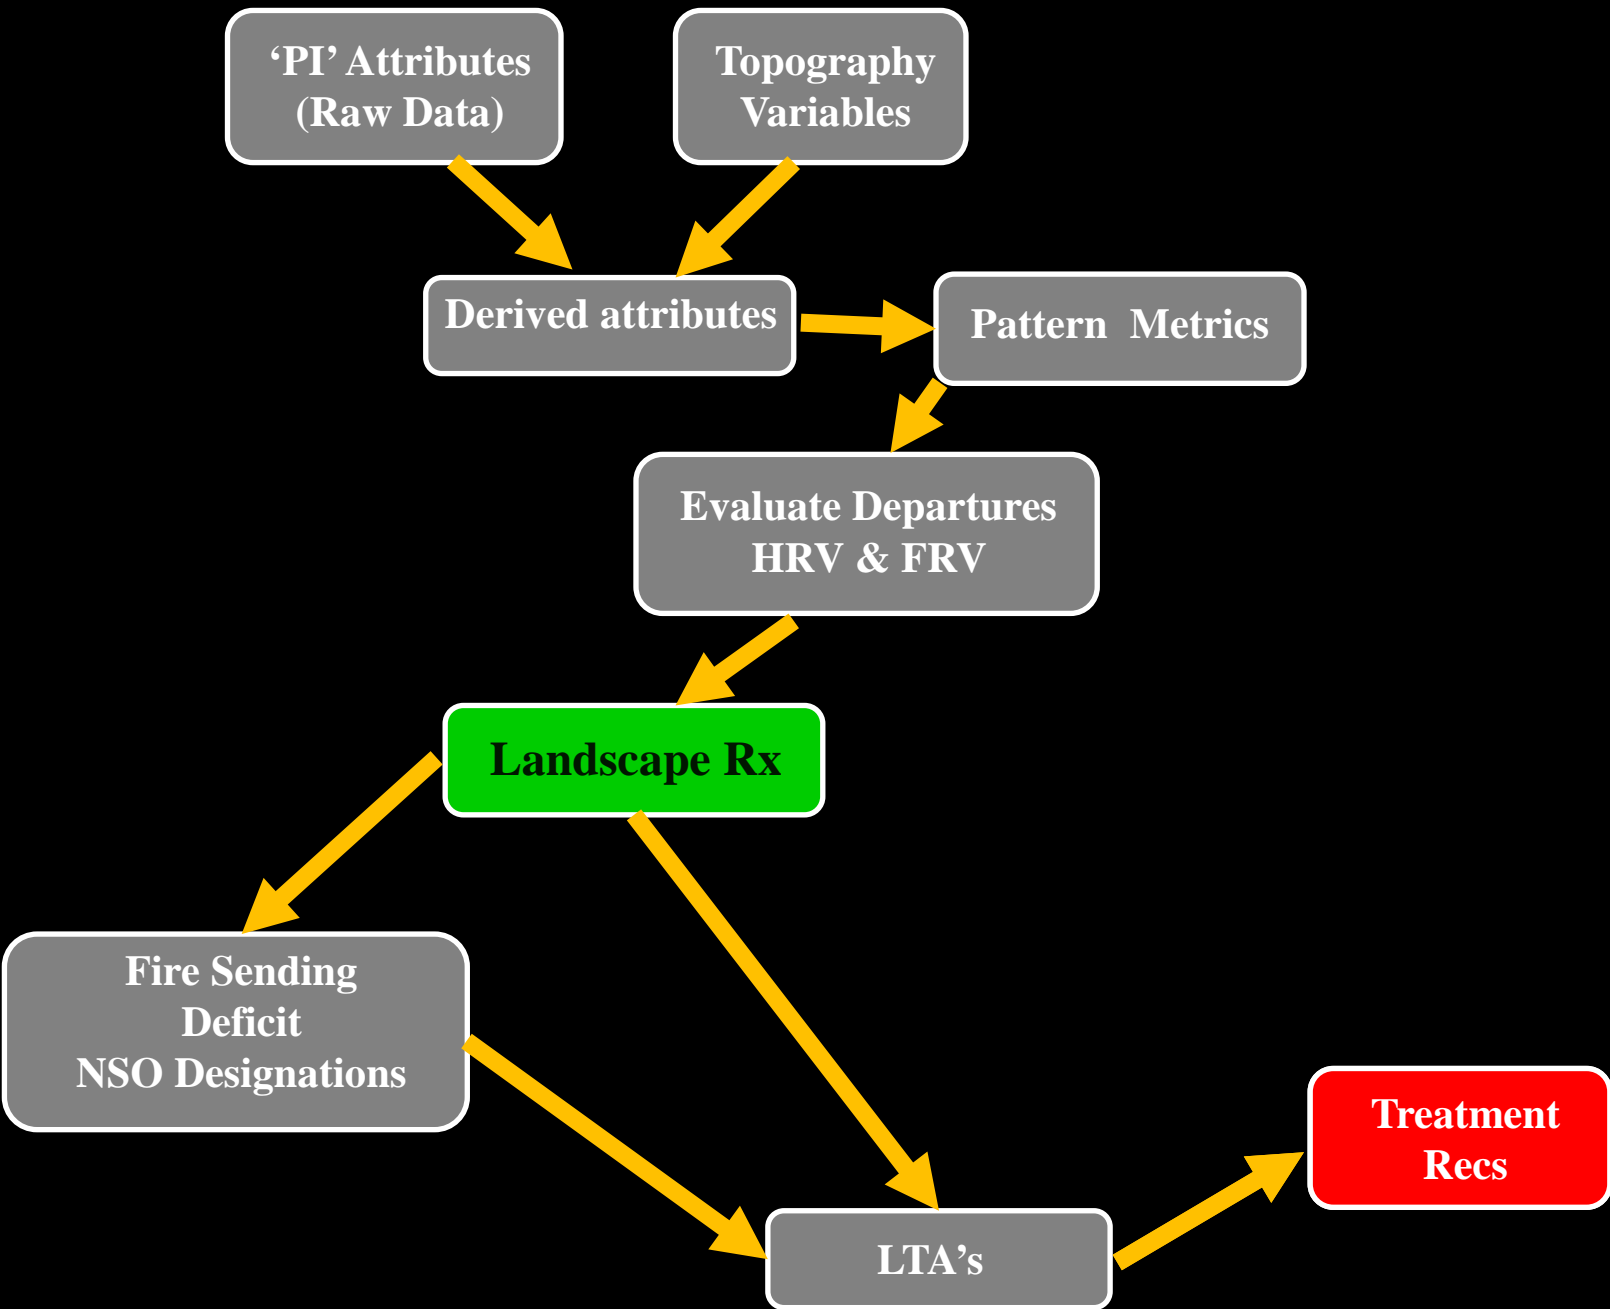 ‘PI’ Attributes
(Raw Data)
Topography
Variables
Derived attributes
Pattern  Metrics
Evaluate Departures
HRV & FRV
Landscape Rx
Fire Sending
Deficit
NSO Designations
Treatment
Recs
LTA’s